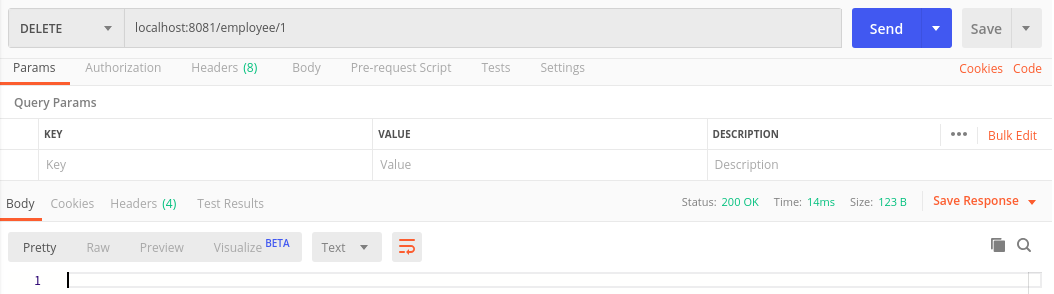 DELETE localhost:8081/employee/1 Send Save
Params Authorization Headers (8) Body Pre-request Script Tests Settings Cookies Code
Query Params
KEY VALUE DESCRIPTION ••• Bulk Edit
Key Value Description
Body Cookies Headers (4) Test Results Status: 200 OK Time: 14ms Size: 123 B Save Response
Pretty Raw Preview Visualize BETA Text
1